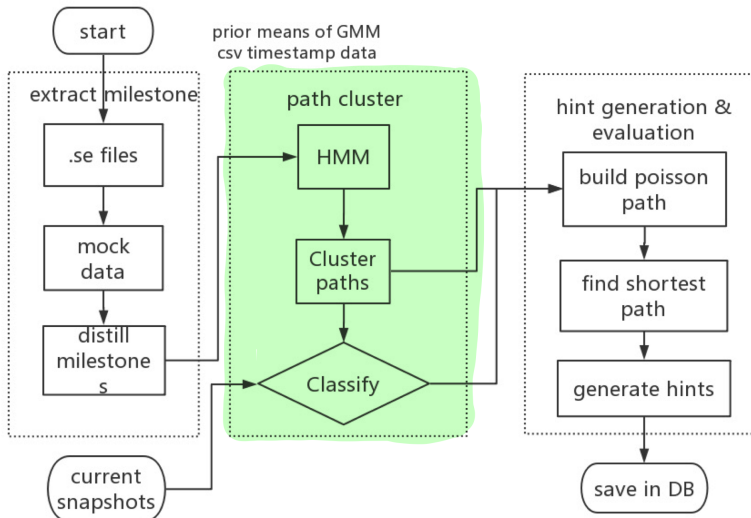 start
prior means of GMM
csv timestamp data
extract milestone
.se files
mock
data
distill
milestone
s
current
snapshots
path cluster
HMM
Cluster
paths
Classify
hint generation &
evaluation
build poisson
path
find shortest
path
generate hints
save in DB